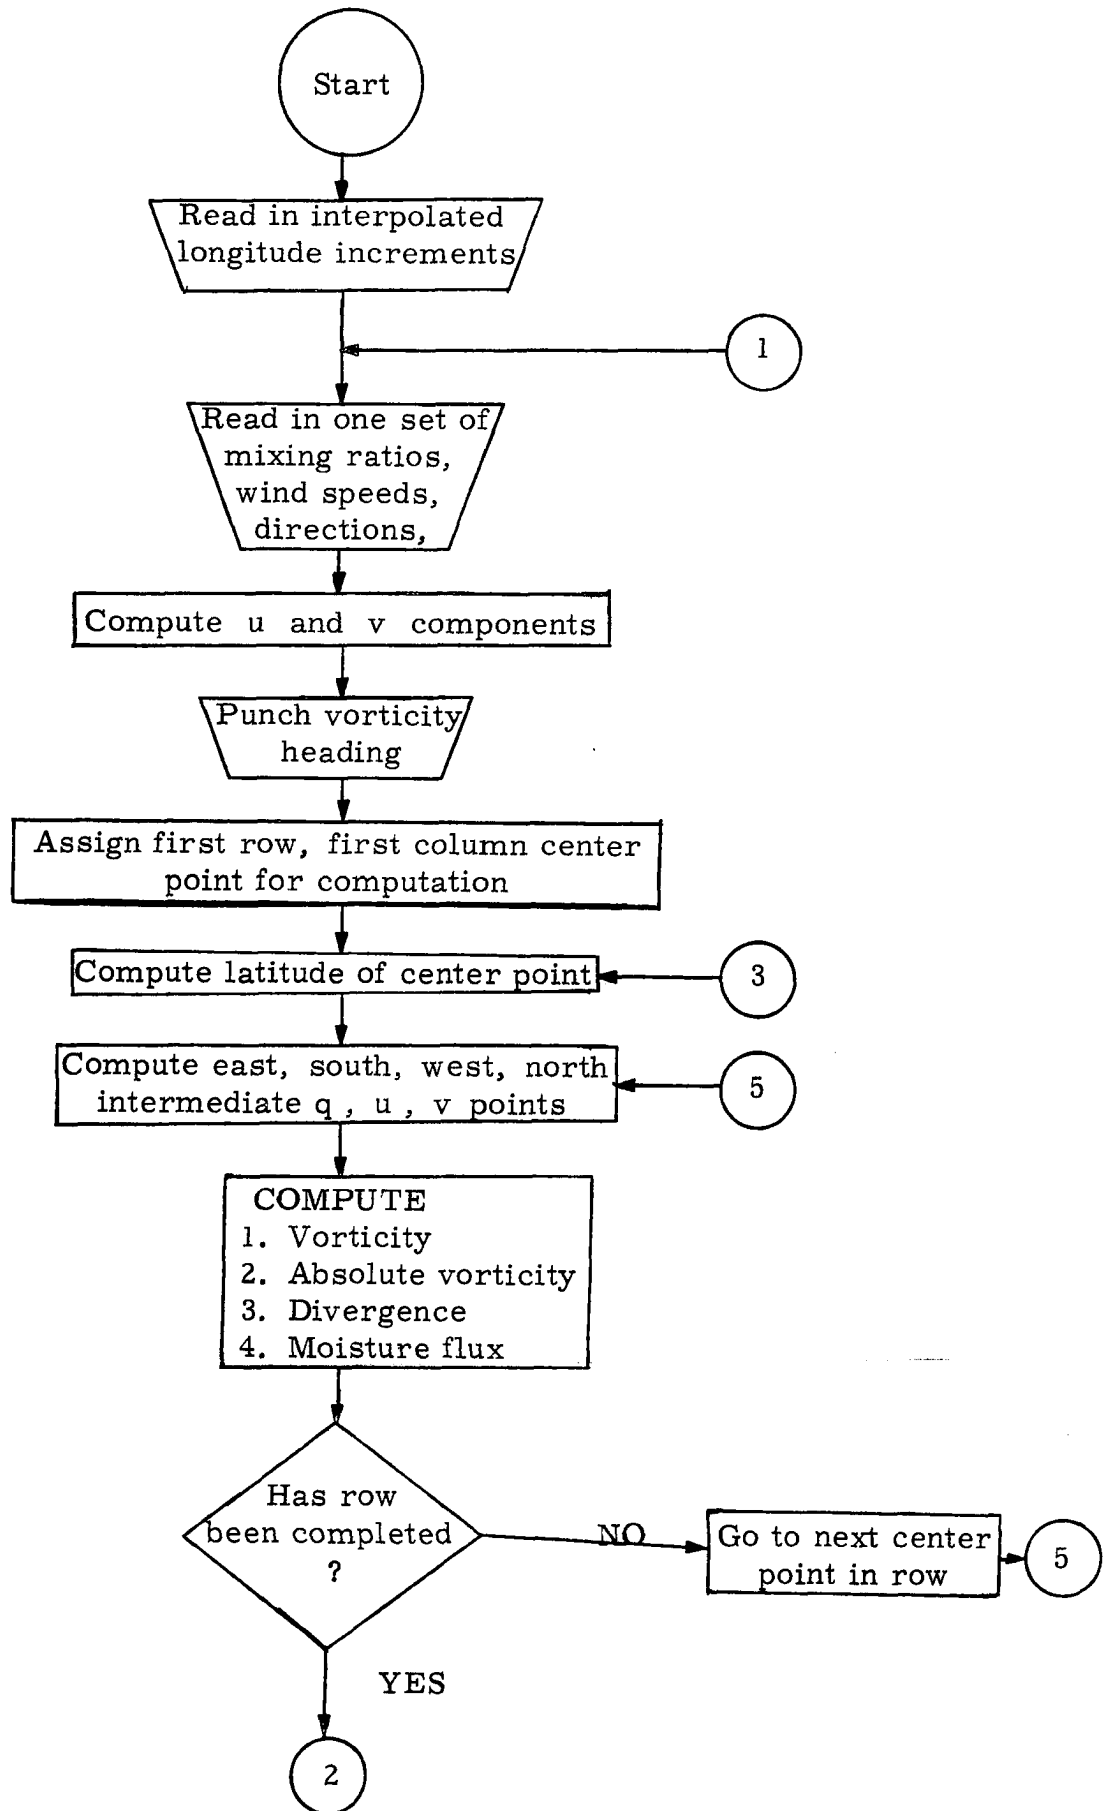 Start
Read in interpolated
longitude increments
1
Read in one set of
mixing ratios,
wind speeds,
directions,
Compute u and v components
Punch vorticity
heading
Assign first row, first column center
point for computation
Compute latitude of center point
3
Compute east, south, west, north
intermediate q , u , v points
5
COMPUTE
1. Vorticity
2. Absolute vorticity
3. Divergence
4. Moisture flux
Has row
been completed
?
NO
Go to next center
point in row
5
YES
2